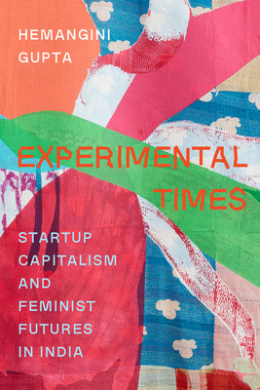 HEMANGINI
GUPTA
EXPERIMENTAL
TIMES
STARTUP
CAPITALISM
AND
FEMINIST
FUTURES
IN INDIA